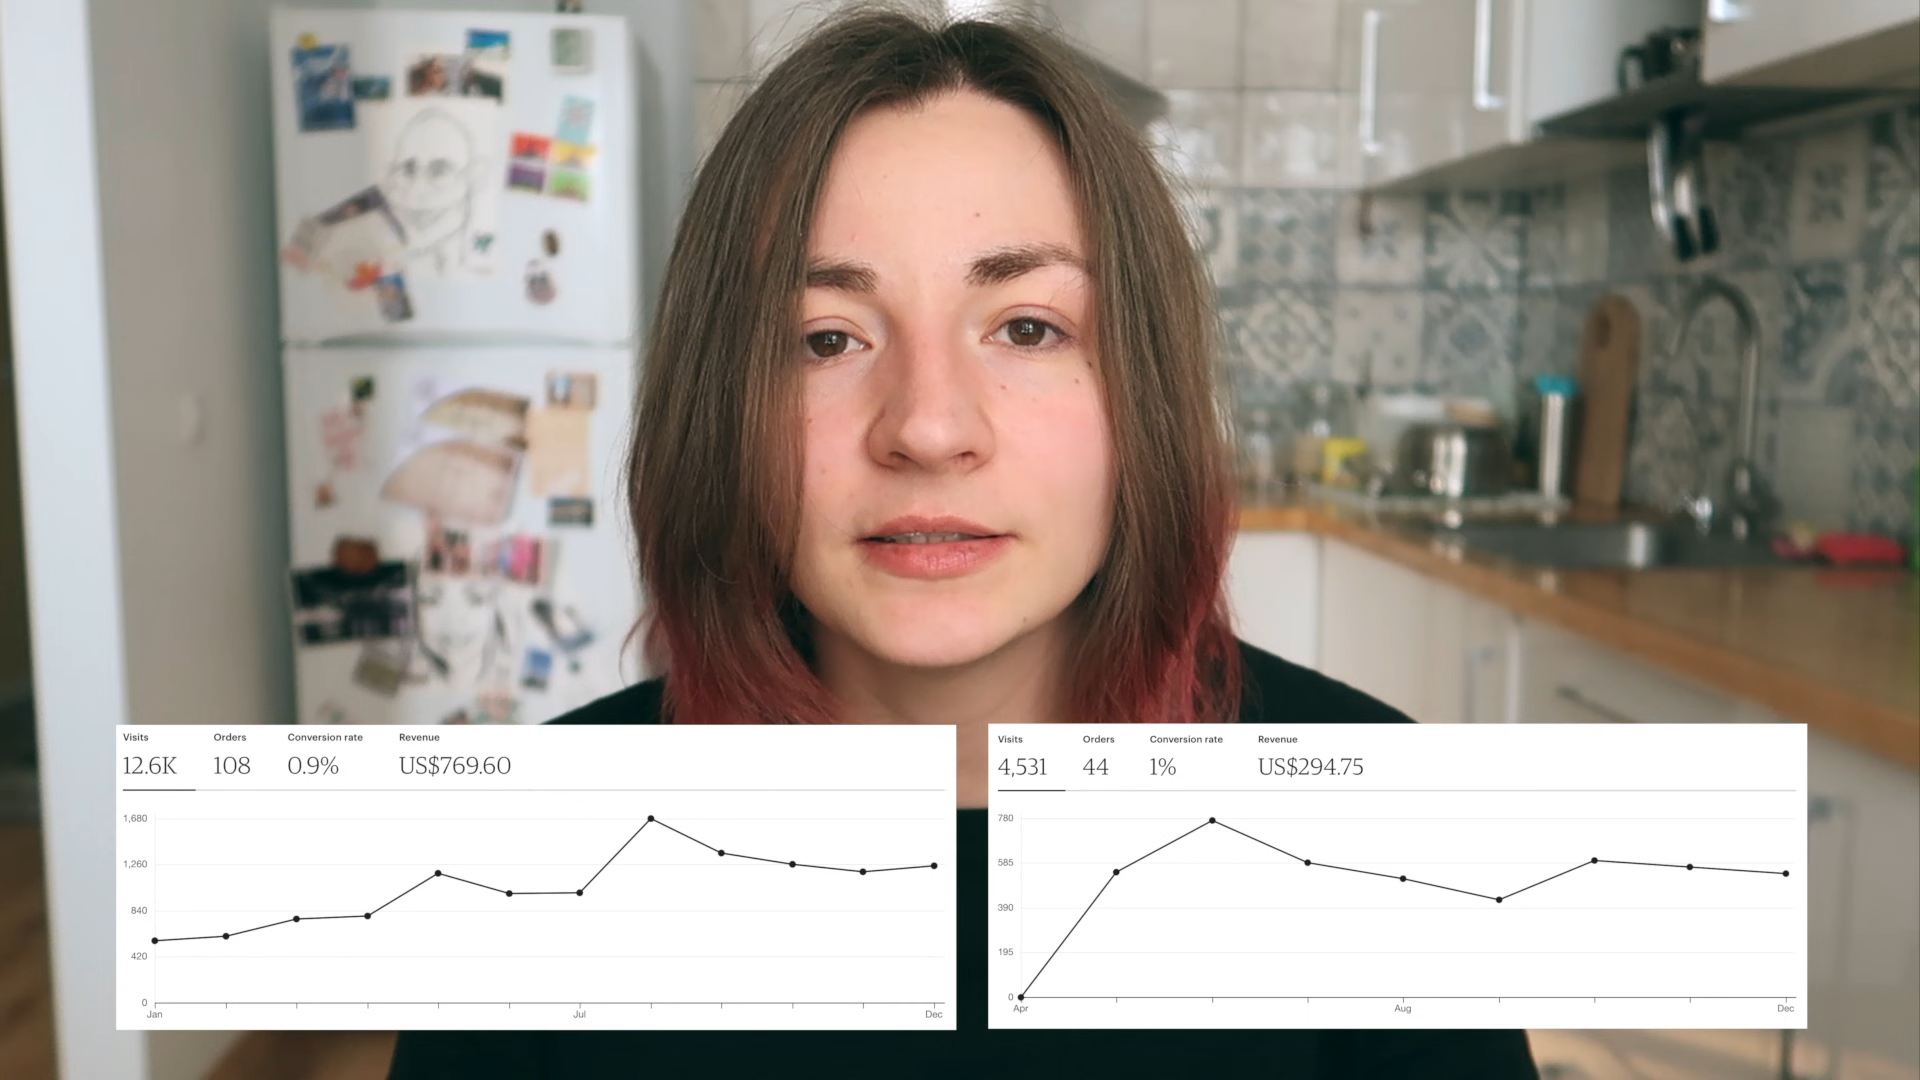 Visits Orders Conversion rate Revenue
12.6K 108 0.9% US$769.60
1,680
1,260
840
420
0
Jan Jul Dec
Visits Orders Conversion rate Revenue
4,531 44 1% US$294.75
780
585
390
195
0
Apr Aug Dec